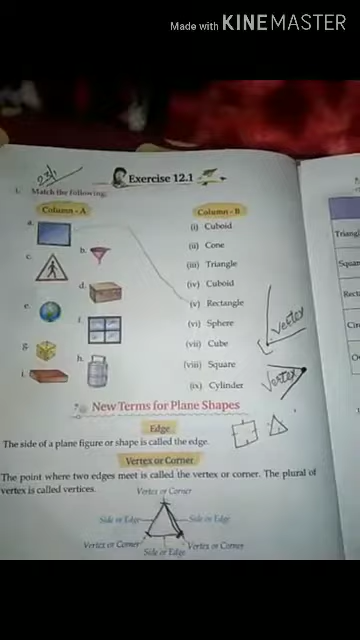 Made with KINEMASTER
Exercise 12.1
1. Match the following:
Column - A
Column - B
a.
(i) Cuboid
b.
(ii) Cone
c.
(iii) Triangle
d.
(iv) Cuboid
e.
(v) Rectangle
f.
(vi) Sphere
vertex
g.
(vii) Cube
h.
(viii) Square
vertex
i.
(ix) Cylinder
New Terms for Plane Shapes
Edge
The side of a plane figure or shape is called the edge.
Vertex or Corner
The point where two edges meet is called the vertex or corner. The plural of
vertex is called vertices.
Vertex or Corner
Side or Edge
Side or Edge
Vertex or Corner
Vertex or Corner
Side or Edge
Triangl
Squar
Rect
Cir